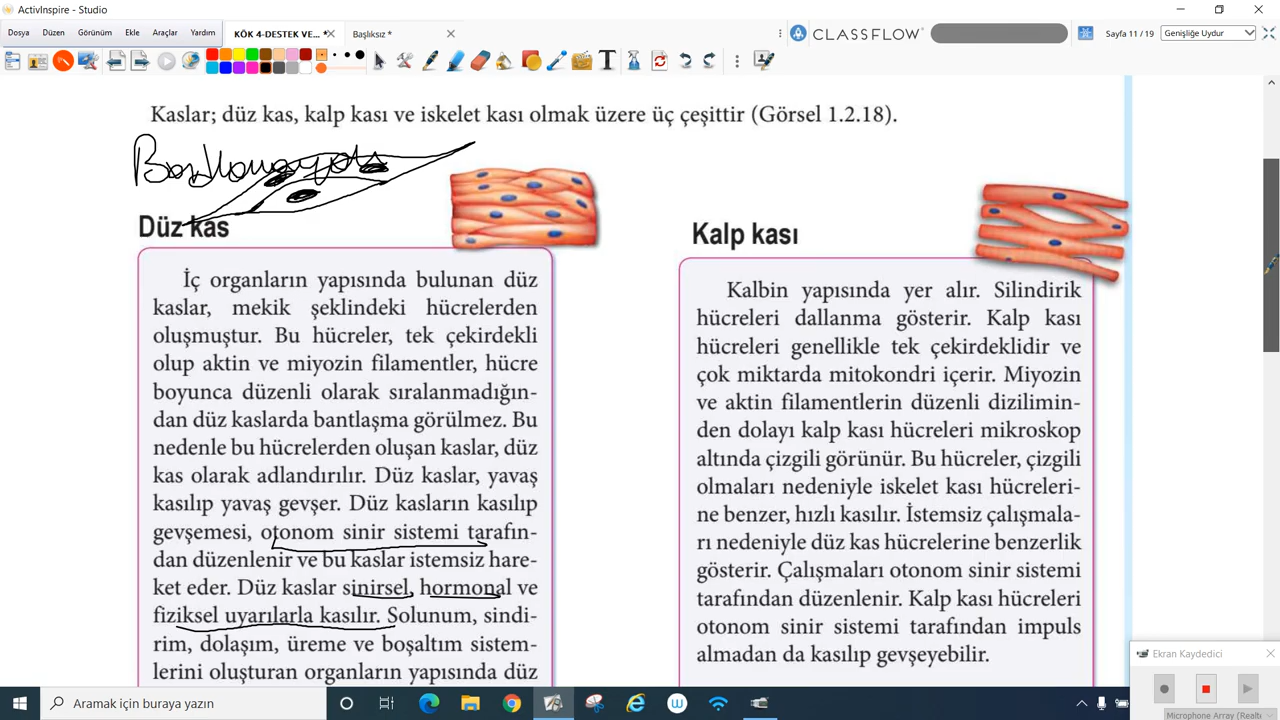 ActivInspire - Studio
Dosya Düzen Görünüm Ekle Araçlar Yardım KÖK 4-DESTEK VE... * Başlıksız * CLASSFLOW Sayfa 11 / 19 Genişliğe Uydur
Kaslar; düz kas, kalp kası ve iskelet kası olmak üzere üç çeşittir (Görsel 1.2.18).
Düz kas
İç organların yapısında bulunan düz
kaslar, mekik şeklindeki hücrelerden
oluşmuştur. Bu hücreler, tek çekirdekli
olup aktin ve miyozin filamentler, hücre
boyunca düzenli olarak sıralanmadığın-
dan düz kaslarda bantlaşma görülmez. Bu
nedenle bu hücrelerden oluşan kaslar, düz
kas olarak adlandırılır. Düz kaslar, yavaş
kasılıp yavaş gevşer. Düz kasların kasılıp
gevşemesi, otonom sinir sistemi tarafın-
dan düzenlenir ve bu kaslar istemsiz hare-
ket eder. Düz kaslar sinirsel, hormonal ve
fiziksel uyarılarla kasılır. Solunum, sindi-
rim, dolaşım, üreme ve boşaltım sistem-
lerini oluşturan organların yapısında düz
Kalp kası
Kalbin yapısında yer alır. Silindirik
hücreleri dallanma gösterir. Kalp kası
hücreleri genellikle tek çekirdeklidir ve
çok miktarda mitokondri içerir. Miyozin
ve aktin filamentlerin düzenli dizilimin-
den dolayı kalp kası hücreleri mikroskop
altında çizgili görünür. Bu hücreler, çizgili
olmaları nedeniyle iskelet kası hücreleri-
ne benzer, hızlı kasılır. İstemsiz çalışmala-
rı nedeniyle düz kas hücrelerine benzerlik
gösterir. Çalışmaları otonom sinir sistemi
tarafından düzenlenir. Kalp kası hücreleri
otonom sinir sistemi tarafından impuls
almadan da kasılıp gevşeyebilir.
Ekran Kaydedici
Microphone Array (Realte
Aramak için buraya yazın